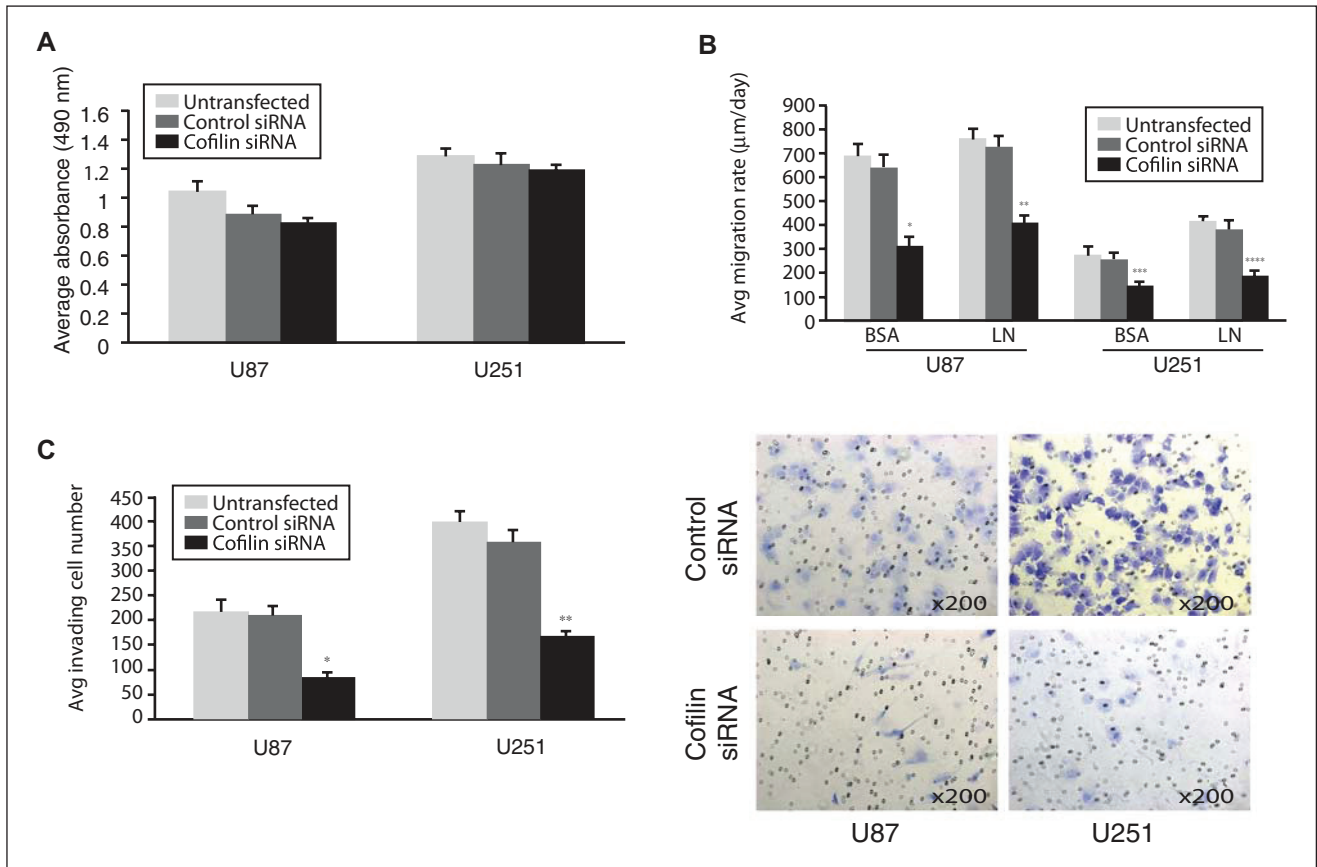 A
Average absorbance (490 nm)
1.6
1.4
1.2
1
0.8
0.6
0.4
0.2
0
Untransfected
Control siRNA
Cofilin siRNA
U87
U251
B
Avg migration rate (μm/day)
900
800
700
600
500
400
300
200
100
0
Untransfected
Control siRNA
Cofilin siRNA
*
**
***
****
BSA
LN
BSA
LN
U87
U251
C
Avg invading cell number
450
400
350
300
250
200
150
100
50
0
Untransfected
Control siRNA
Cofilin siRNA
*
**
U87
U251
Control
siRNA
x200
x200
Cofilin
siRNA
x200
x200
U87
U251